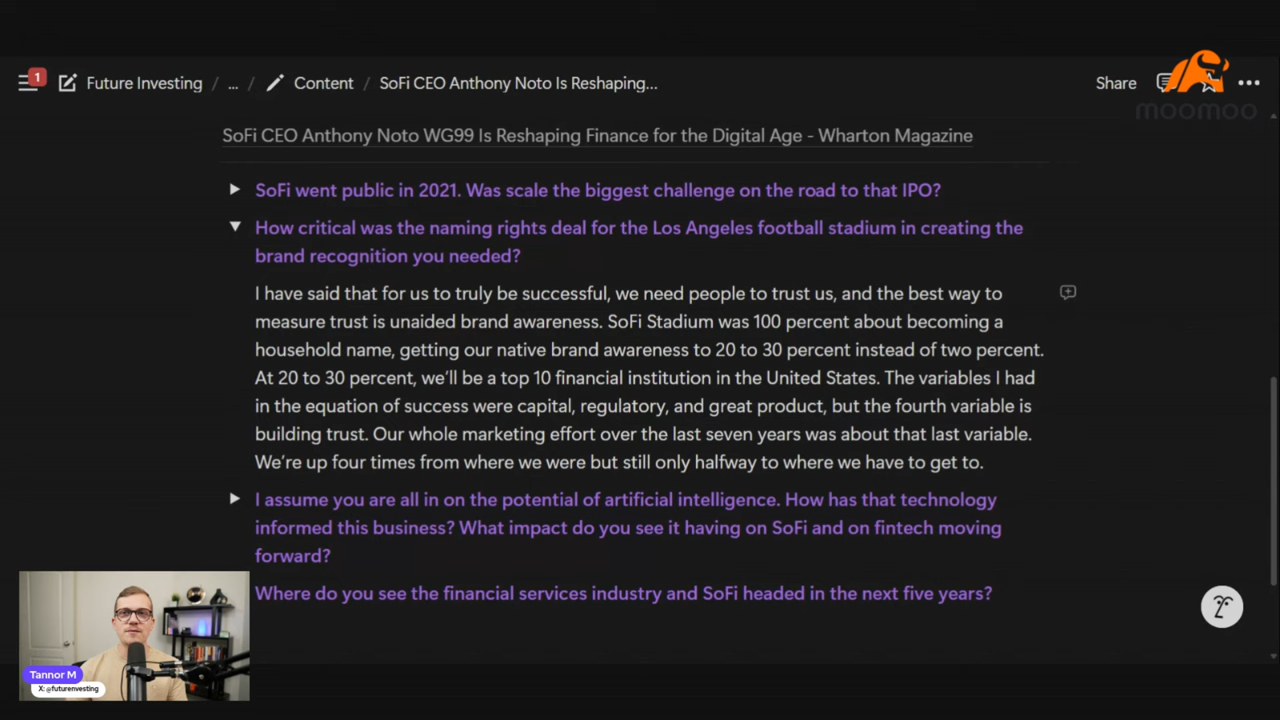 1
Future Investing / ... / Content / SoFi CEO Anthony Noto Is Reshaping...
Share
moomoo
SoFi CEO Anthony Noto WG99 Is Reshaping Finance for the Digital Age - Wharton Magazine
SoFi went public in 2021. Was scale the biggest challenge on the road to that IPO?
How critical was the naming rights deal for the Los Angeles football stadium in creating the
brand recognition you needed?
I have said that for us to truly be successful, we need people to trust us, and the best way to
measure trust is unaided brand awareness. SoFi Stadium was 100 percent about becoming a
household name, getting our native brand awareness to 20 to 30 percent instead of two percent.
At 20 to 30 percent, we'll be a top 10 financial institution in the United States. The variables I had
in the equation of success were capital, regulatory, and great product, but the fourth variable is
building trust. Our whole marketing effort over the last seven years was about that last variable.
We're up four times from where we were but still only halfway to where we have to get to.
I assume you are all in on the potential of artificial intelligence. How has that technology
informed this business? What impact do you see it having on SoFi and on fintech moving
forward?
Where do you see the financial services industry and SoFi headed in the next five years?
Tannor M
X: @futurenvesting